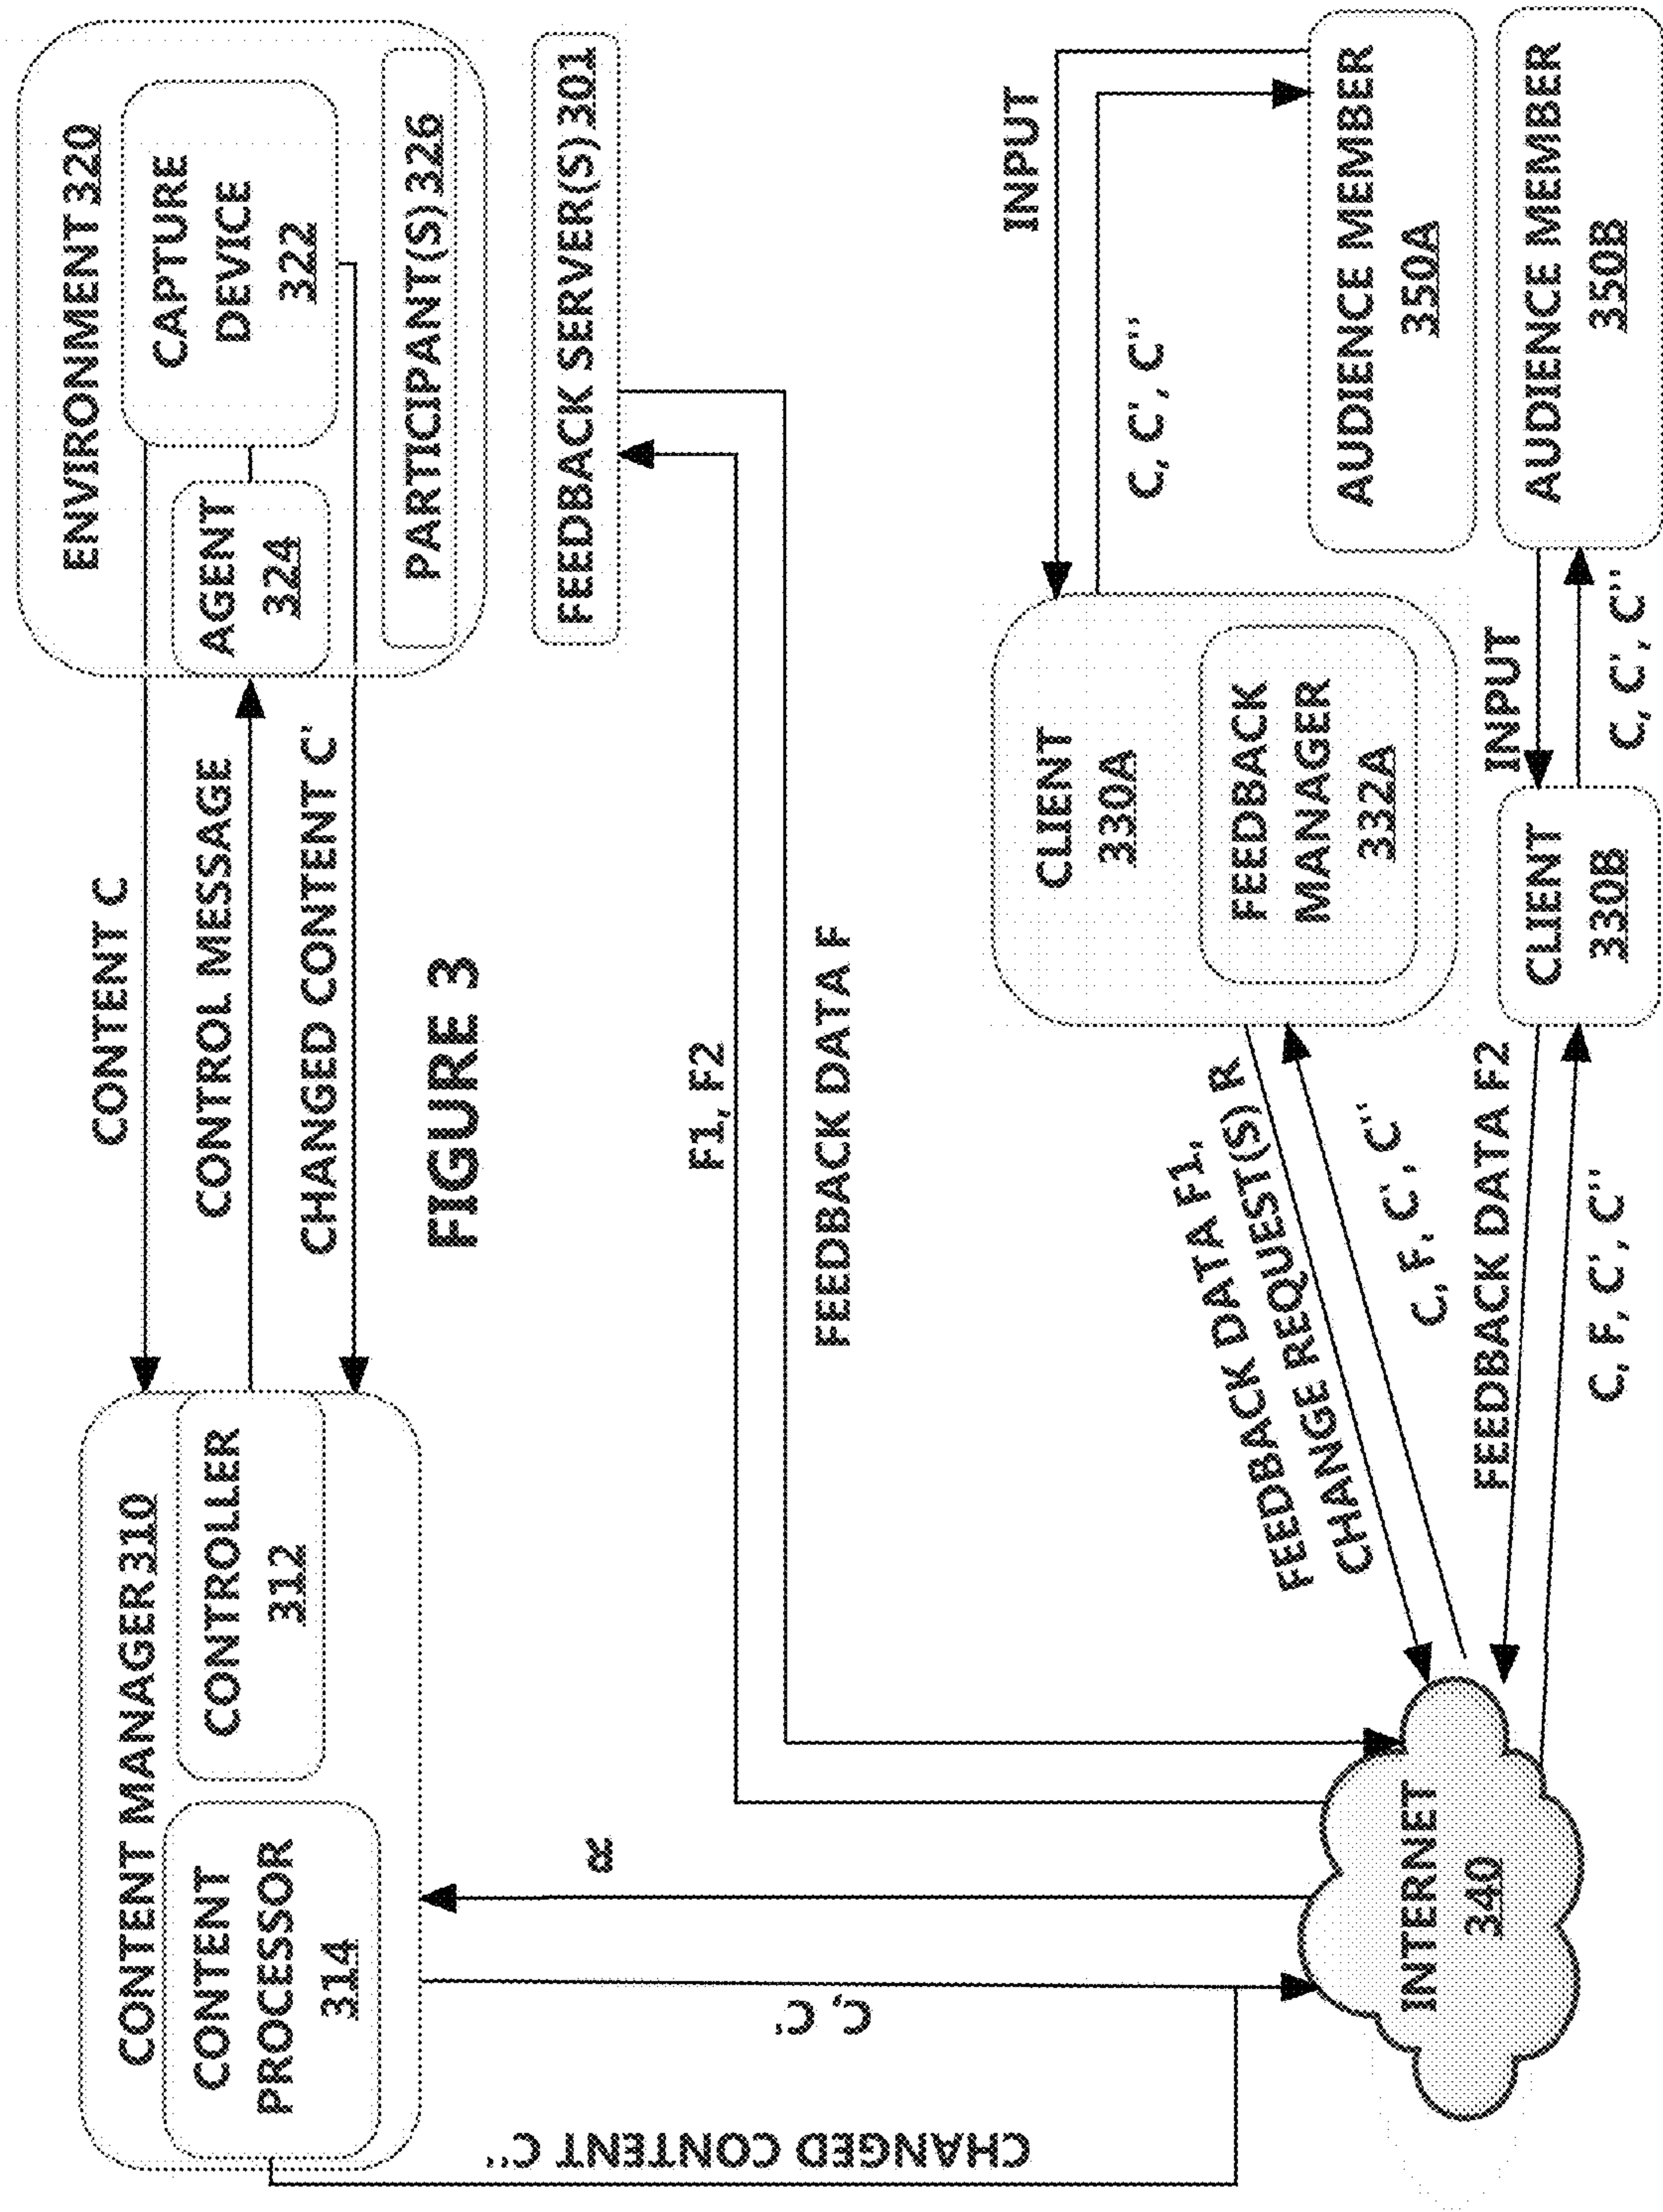 CONTENT MANAGER 310
CONTENT
PROCESSOR
314
CONTROLLER
312
CONTENT C
CONTROL MESSAGE
CHANGED CONTENT C'
ENVIRONMENT 320
AGENT
324
CAPTURE
DEVICE
322
PARTICIPANT(S) 326
FIGURE 3
FEEDBACK SERVER(S) 301
CHANGED CONTENT C''
C, C'
R
F1, F2
FEEDBACK DATA F
INTERNET
340
FEEDBACK DATA F1,
CHANGE REQUEST(S) R
C, F, C', C''
FEEDBACK DATA F2
C, F, C', C''
CLIENT
330A
FEEDBACK
MANAGER
332A
CLIENT
330B
INPUT
C, C', C''
INPUT
C, C', C''
AUDIENCE MEMBER
350A
AUDIENCE MEMBER
350B